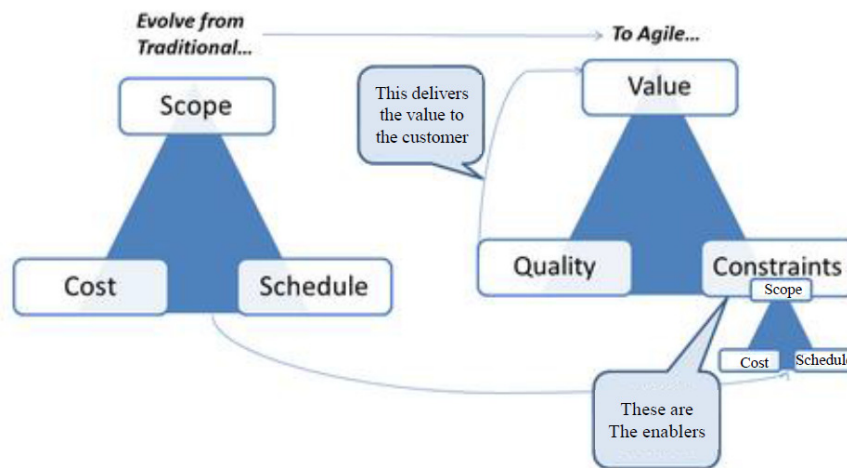 Evolve from
Traditional...
To Agile...
Scope
Cost
Schedule
This delivers
the value to
the customer
Value
Quality
Constraints
Scope
Cost
Schedule
These are
The enablers